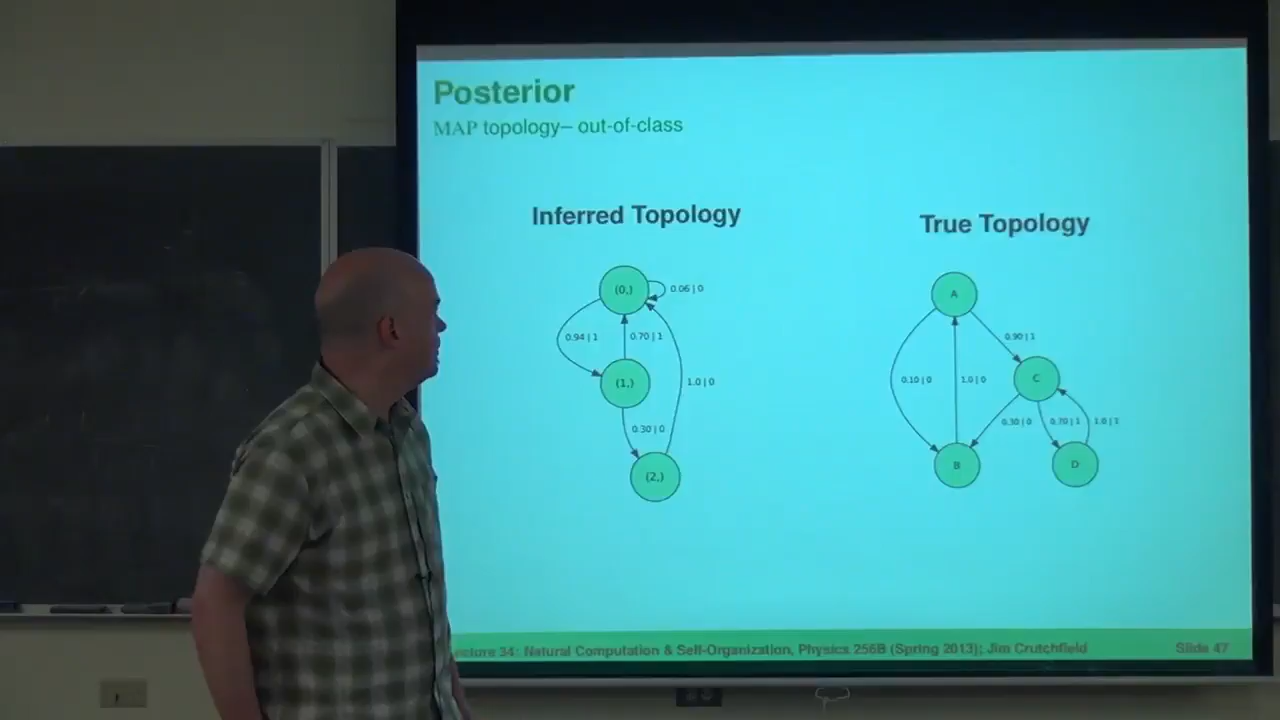 Posterior
MAP topology– out-of-class
Inferred Topology
True Topology
(0,)
0.06|0
0.94|1
0.70|1
(1,)
1.0|0
0.30|0
(2,)
A
0.90|1
0.10|0
1.0|0
C
0.30|0
0.70|1
1.0|1
B
D
ecture 34: Natural Computation & Self-Organization, Physics 256B (Spring 2013); Jim Crutchfield
Slide 47